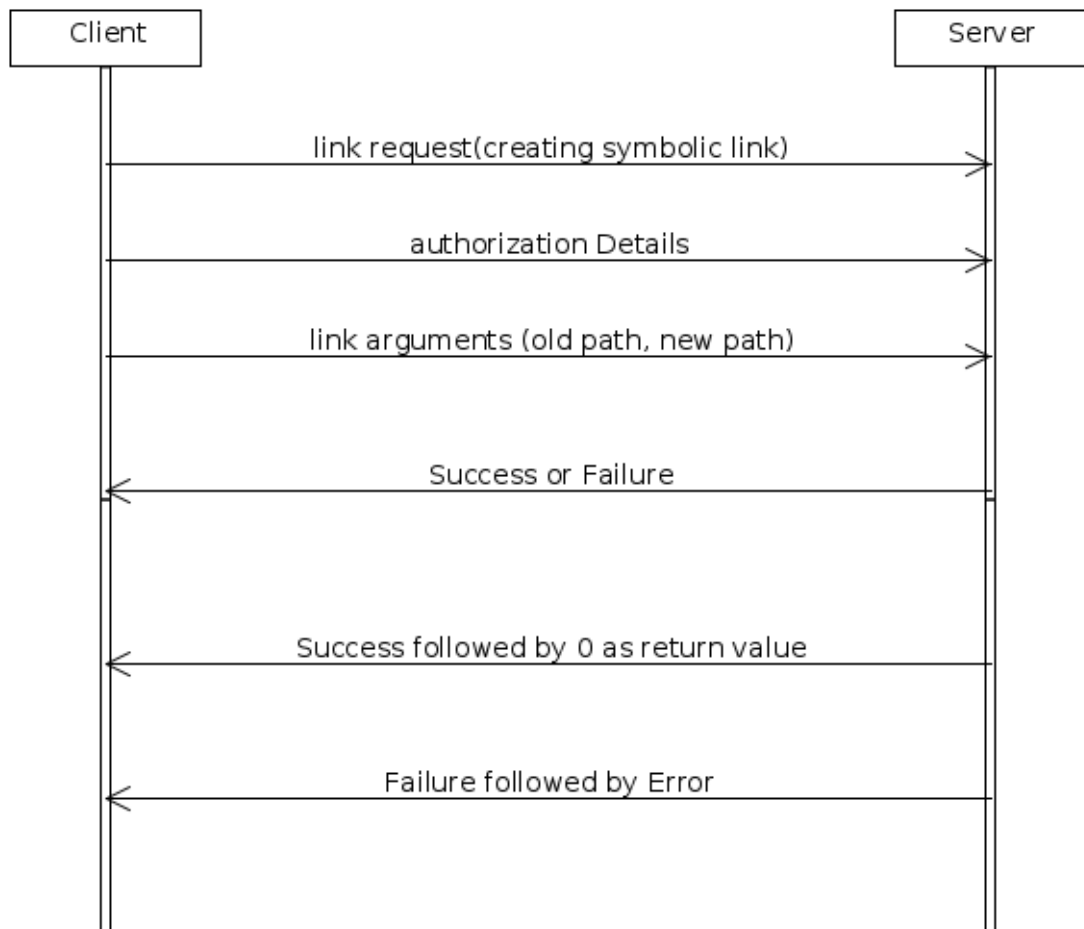 Client
Server
link request(creating symbolic link)
authorization Details
link arguments (old path, new path)
Success or Failure
Success followed by 0 as return value
Failure followed by Error